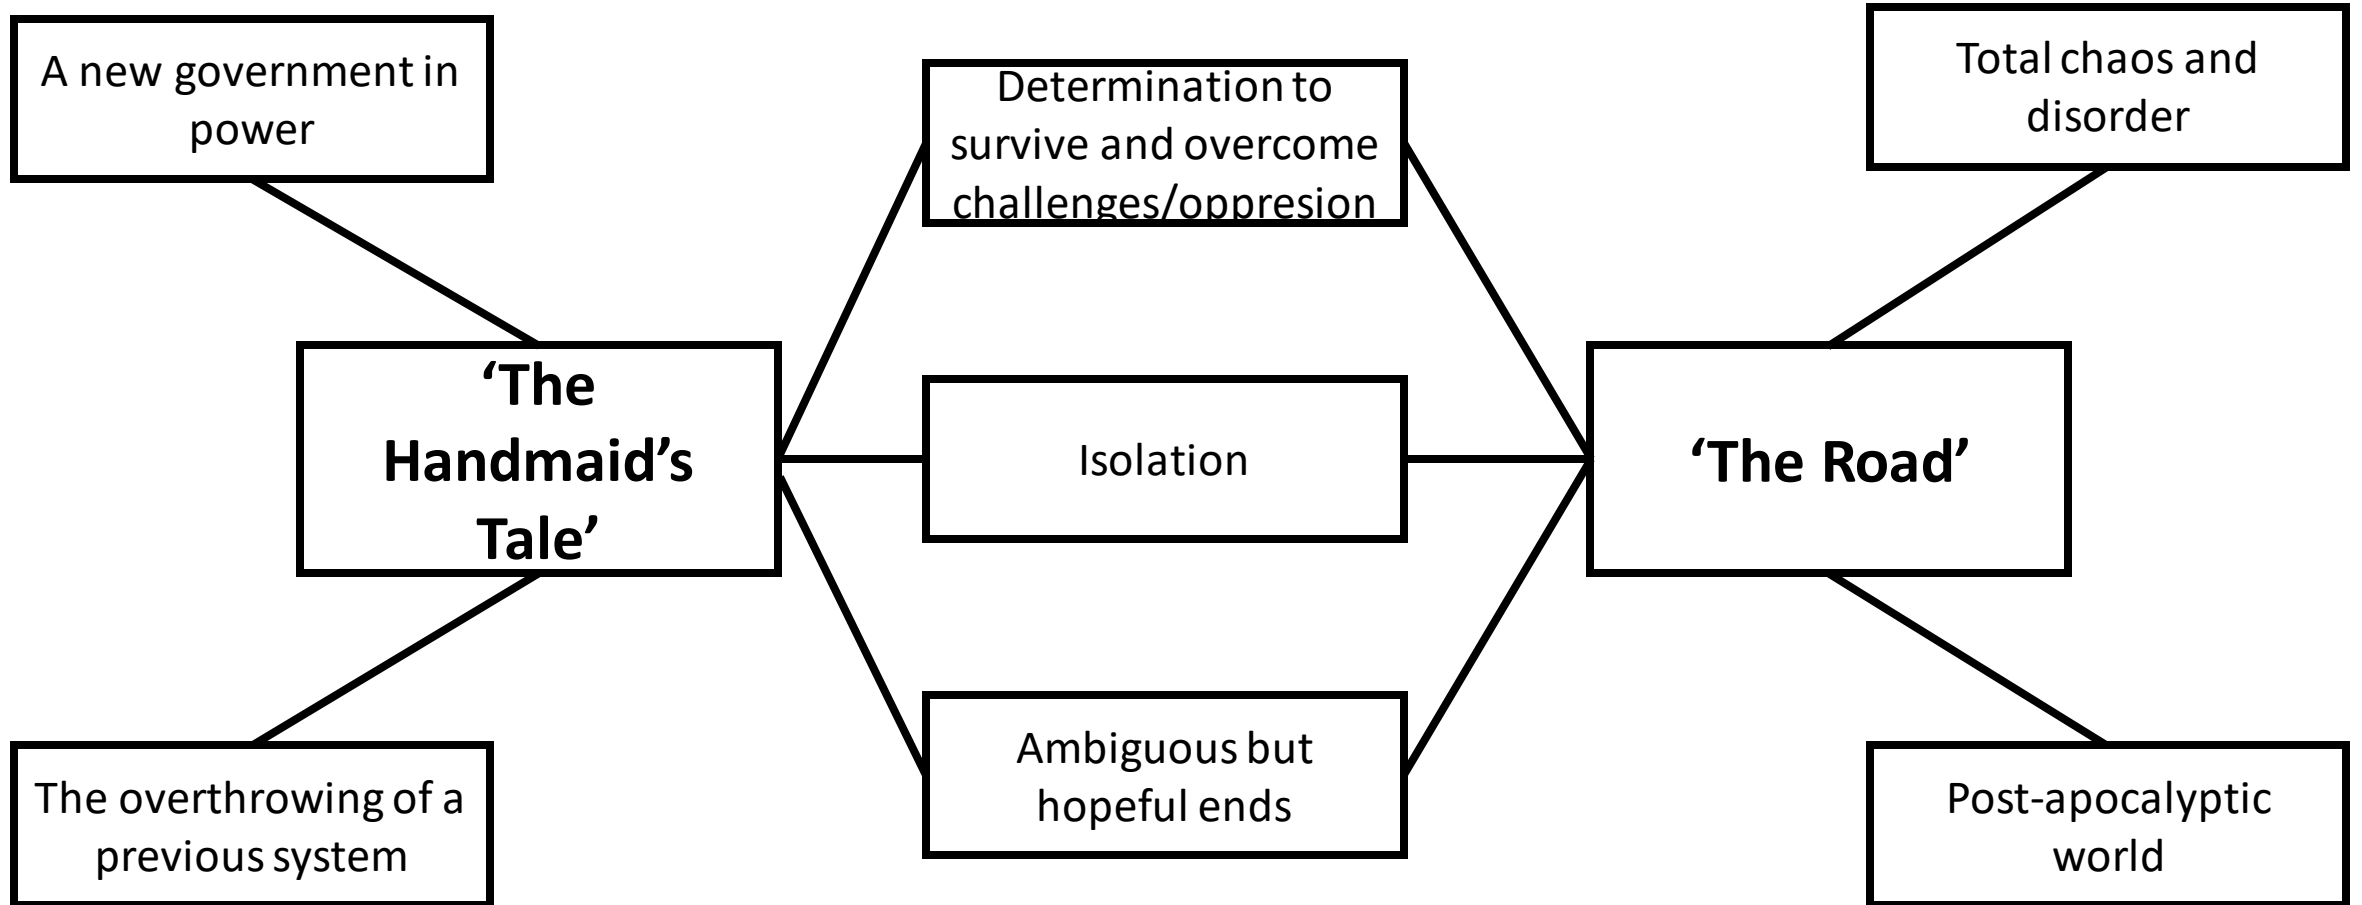 A new government in
power
Determination to
survive and overcome
challenges/oppresion
Total chaos and
disorder
‘The
Handmaid’s
Tale’
Isolation
‘The Road’
The overthrowing of a
previous system
Ambiguous but
hopeful ends
Post-apocalyptic
world